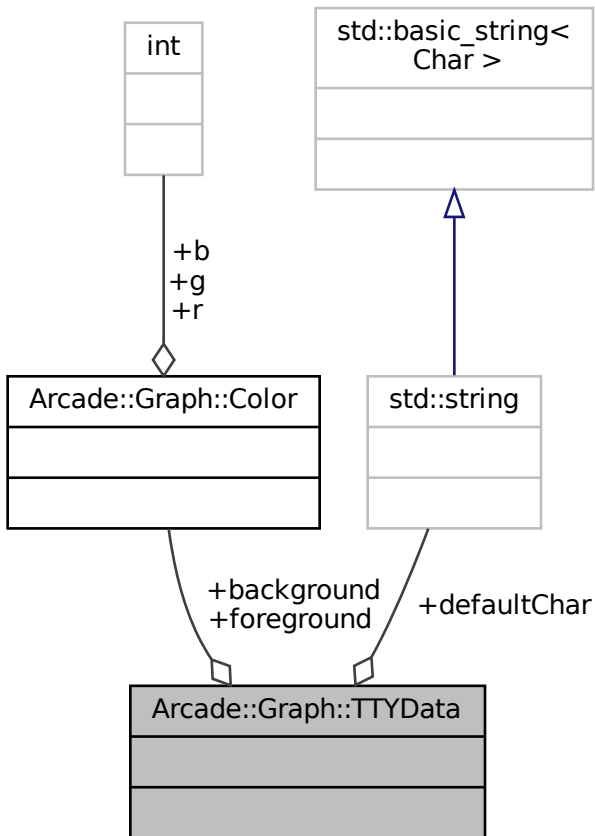 int
std::basic_string<
Char >
+b
+g
+r
Arcade::Graph::Color
std::string
+background
+foreground
+defaultChar
Arcade::Graph::TTYData